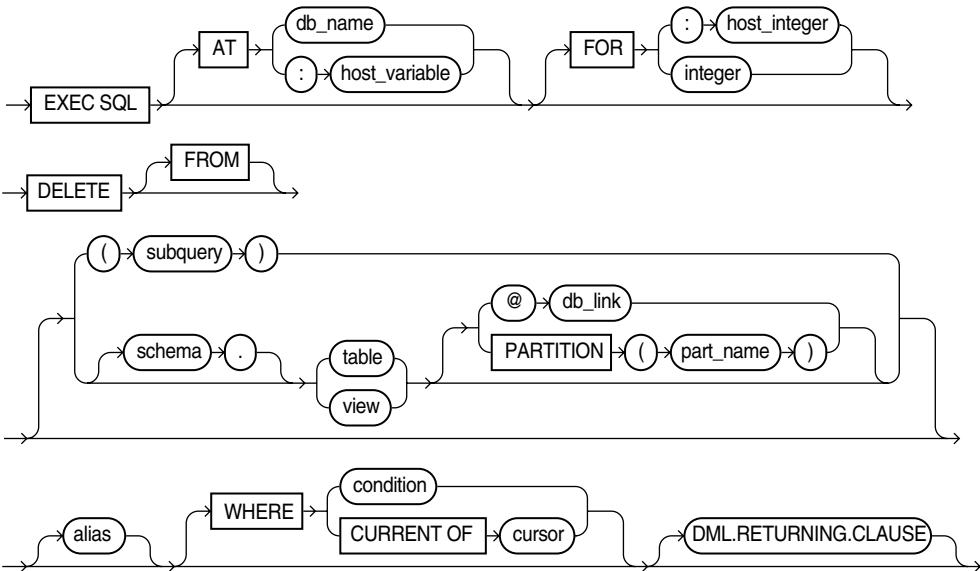 db_name
AT
: host_variable
EXEC SQL
: host_integer
FOR
integer
DELETE FROM
( subquery )
schema .
table
view
@ db_link
PARTITION ( part_name )
alias
WHERE
condition
CURRENT OF cursor
DML.RETURNING.CLAUSE